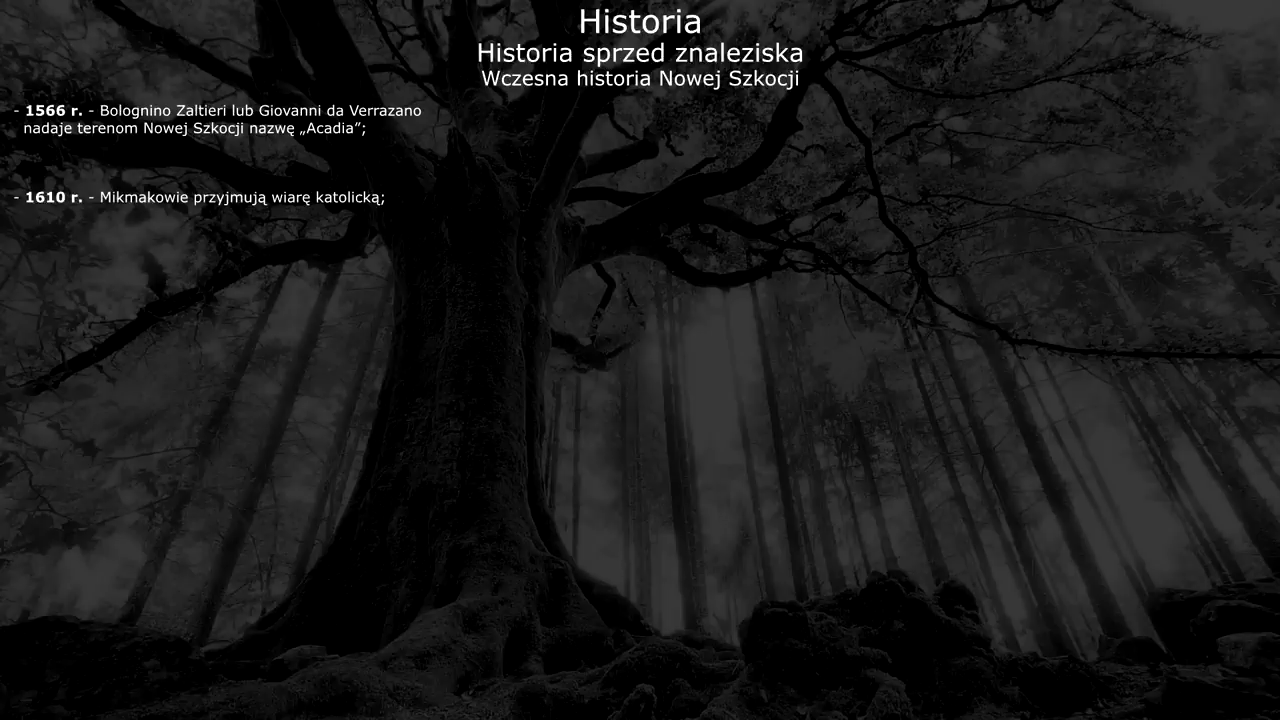 Historia
Historia sprzed znaleziska
Wczesna historia Nowej Szkocji
- 1566 r. - Bolognino Zaltieri lub Giovanni da Verrazano
nadaje terenom Nowej Szkocji nazwę „Acadia”;
- 1610 r. - Mikmakowie przyjmują wiarę katolicką;